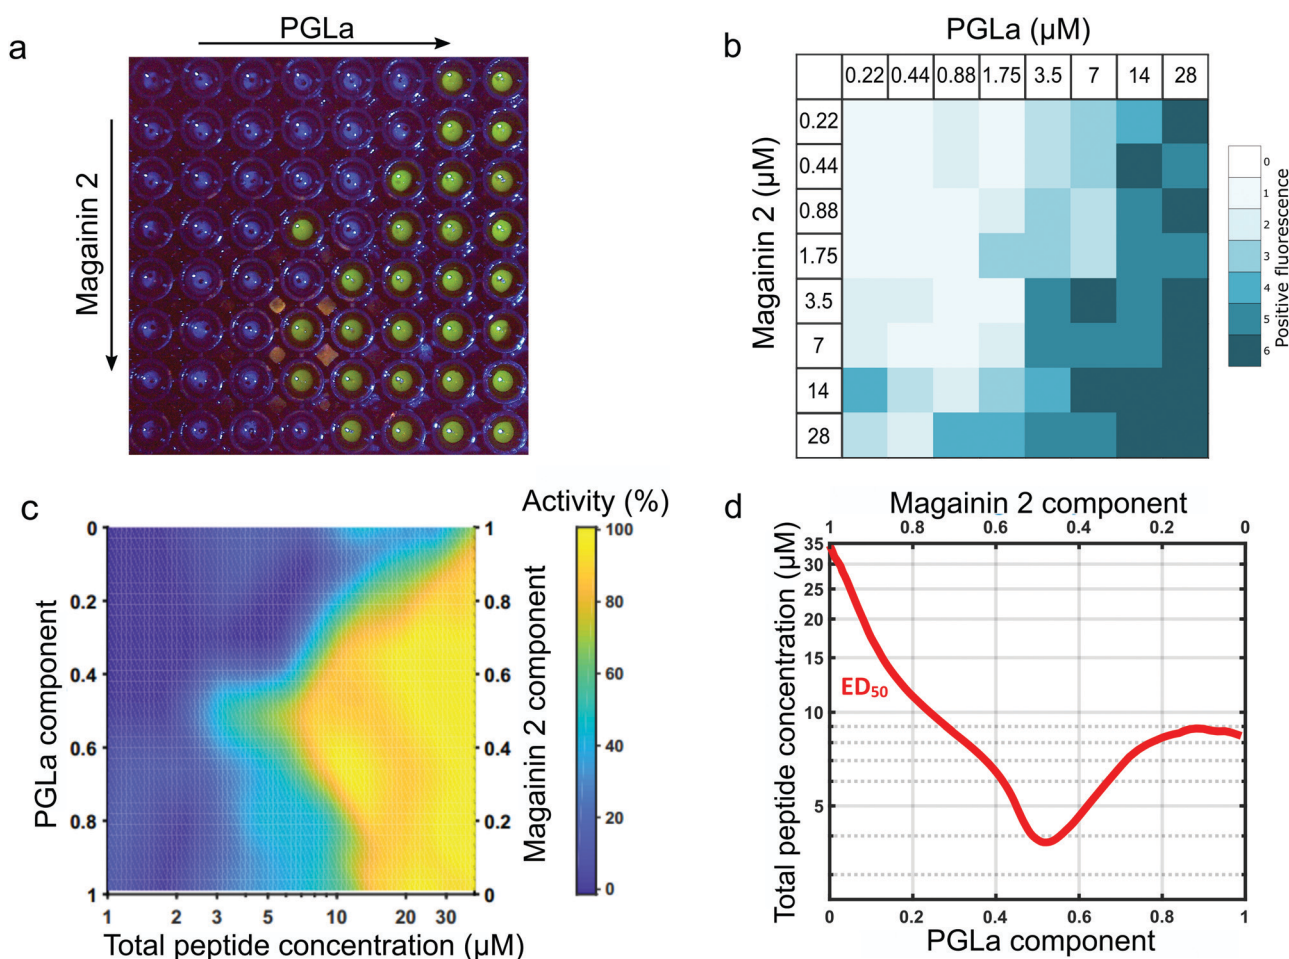 a
PGLa
Magainin 2
b
PGLa (µM)
0.22 0.44 0.88 1.75 3.5 7 14 28
Magainin 2 (µM)
0.22
0.44
0.88
1.75
3.5
7
14
28
0
1
2
3
4
5
6
Positive fluorescence
c
Activity (%)
PGLa component
0
0.2
0.4
0.6
0.8
1
1
0.8
0.6
0.4
0.2
0
Magainin 2 component
100
80
60
40
20
0
1 2 3 5 10 20 30
Total peptide concentration (µM)
d
Magainin 2 component
1 0.8 0.6 0.4 0.2 0
Total peptide concentration (µM)
35
30
25
20
15
10
5
ED50
0 0.2 0.4 0.6 0.8 1
PGLa component